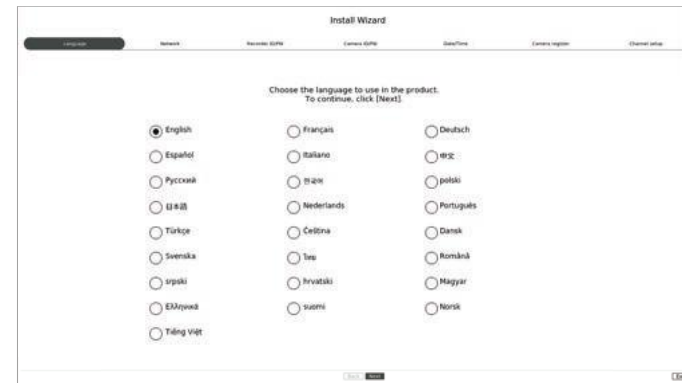 Install Wizard
Language Network Recorder ID/PW Camera ID/PW Date/Time Camera register Channel setup
Choose the language to use in the product.
To continue, click [Next].
English Français Deutsch
Español Italiano 中文
Русский 한국어 polski
日本語 Nederlands Português
Türkçe Čeština Dansk
Svenska ไทย Română
srpski hrvatski Magyar
Ελληνικά suomi Norsk
Tiếng Việt
Back Next